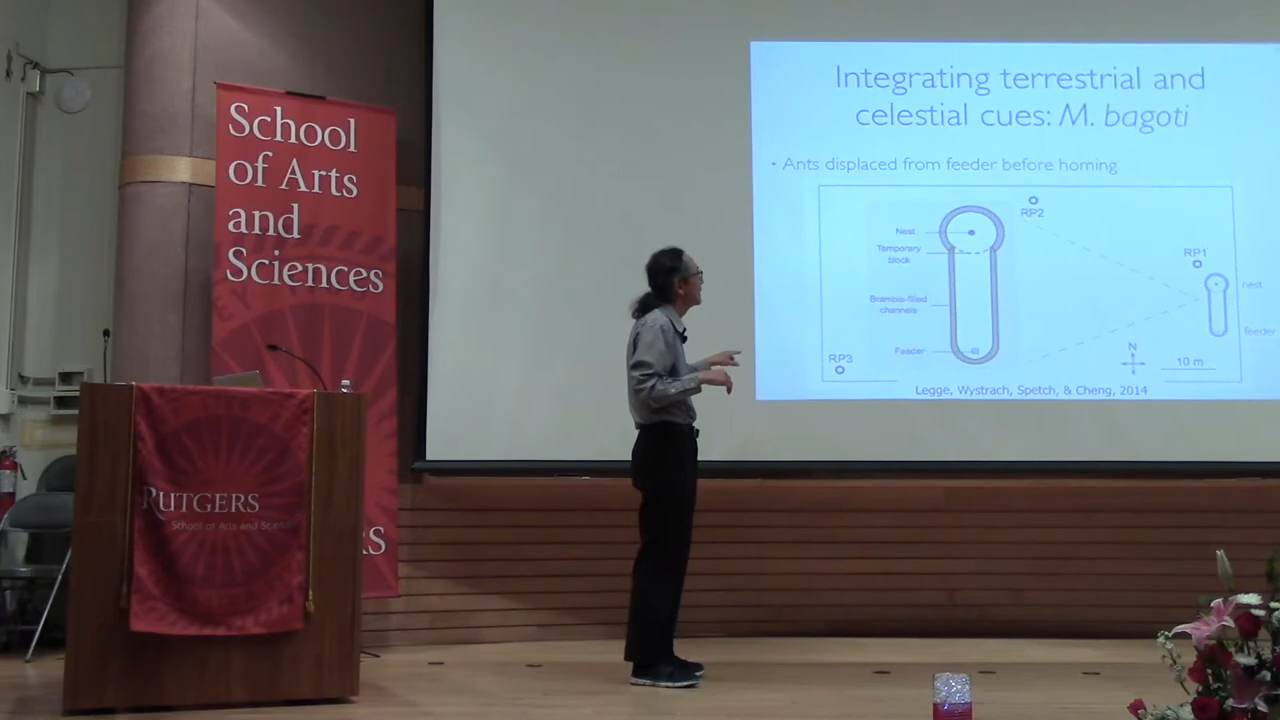 School
of Arts
and
Sciences
RUTGERS
School of Arts and
RS
Integrating terrestrial and
celestial cues: M. bagoti
• Ants displaced from feeder before homing
Nest
Temporary
block
Bramble-filled
channels
Feeder
RP2
RP1
nest
feeder
RP3
N
10 m
Legge, Wystrach, Spetch, & Cheng, 2014